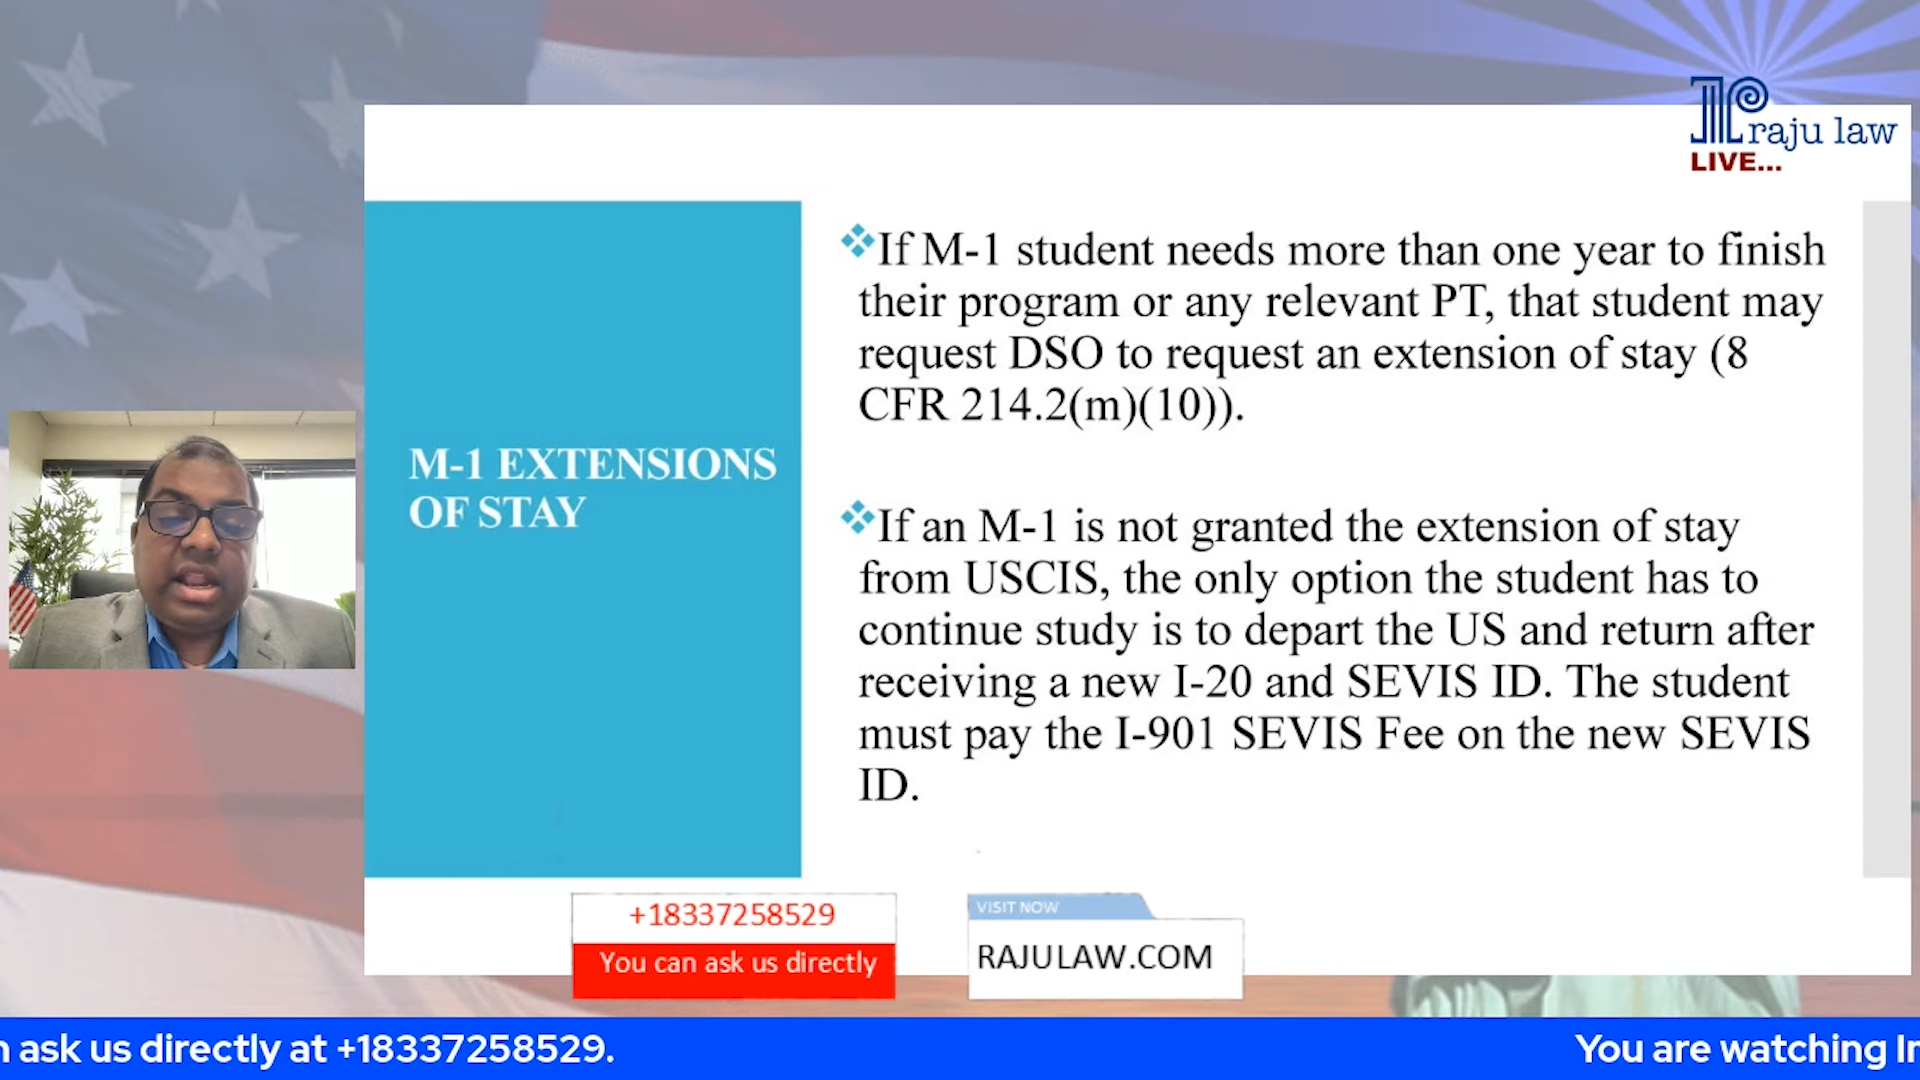 raju law
LIVE...
❖If M-1 student needs more than one year to finish
their program or any relevant PT, that student may
request DSO to request an extension of stay (8
CFR 214.2(m)(10)).
M-1 EXTENSIONS
OF STAY
❖If an M-1 is not granted the extension of stay
from USCIS, the only option the student has to
continue study is to depart the US and return after
receiving a new I-20 and SEVIS ID. The student
must pay the I-901 SEVIS Fee on the new SEVIS
ID.
+18337258529
You can ask us directly
VISIT NOW
RAJULAW.COM
ask us directly at +18337258529.
You are watching